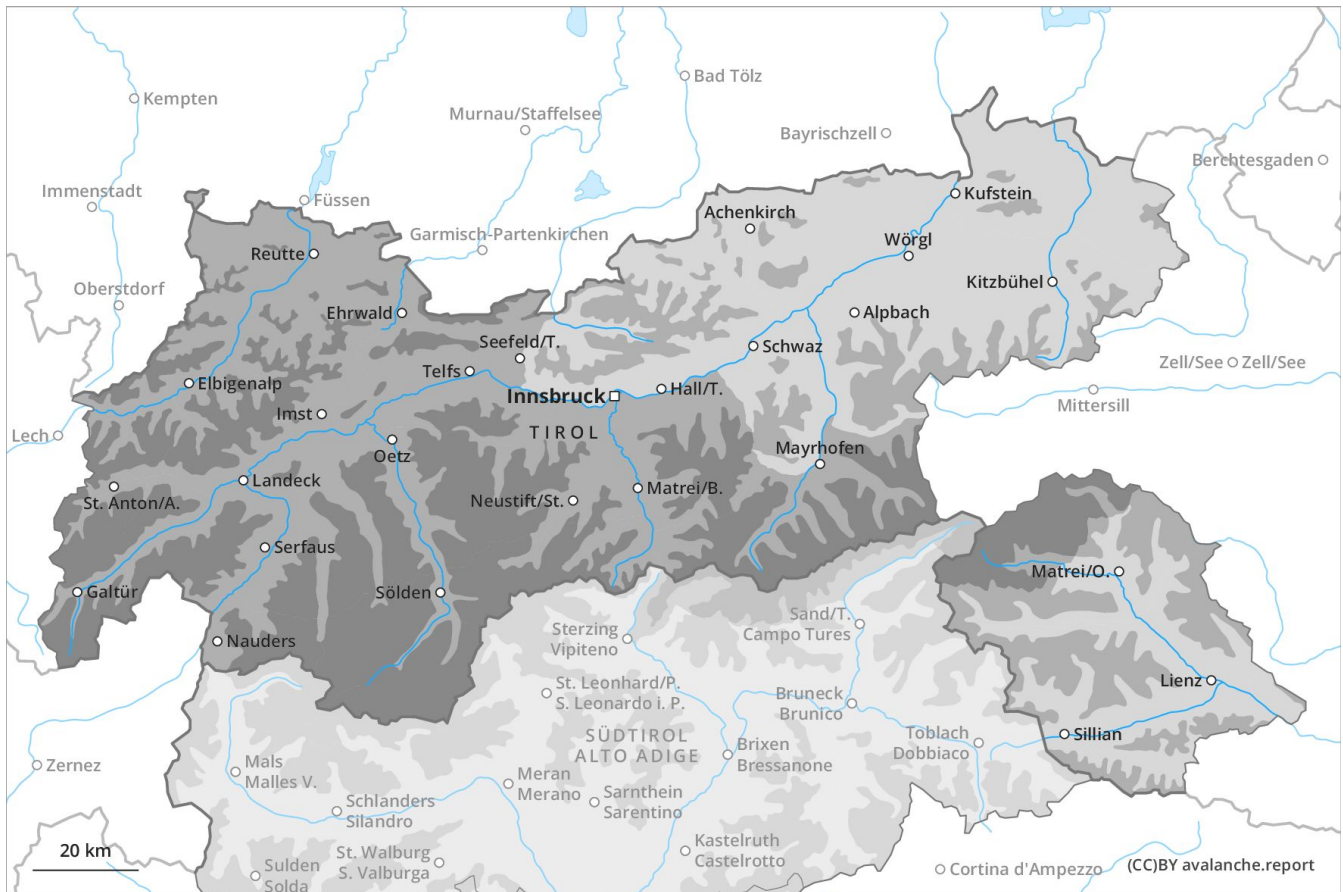 Kempten
Bad Tölz
Murnau/Staffelsee
Bayrischzell
Berchtesgaden
Immenstadt
Füssen
Kufstein
Achenkirch
Garmisch-Partenkirchen
Wörgl
Reutte
Oberstdorf
Kitzbühel
Ehrwald
Alpbach
Seefeld/T.
Schwaz
Zell/See
Zell/See
Telfs
Elbigenalp
Hall/T.
Innsbruck
Mittersill
Imst
Lech
TIROL
Oetz
Mayrhofen
Landeck
Matrei/B.
St. Anton/A.
Neustift/St.
Serfaus
Matrei/O.
Galtür
Sölden
Sand/T.
Campo Tures
Nauders
Sterzing
Vipiteno
Lienz
St. Leonhard/P.
S. Leonardo i. P.
Bruneck
Brunico
SÜDTIROL
ALTO ADIGE
Sillian
Toblach
Dobbiaco
Brixen
Bressanone
Zernez
Mals
Malles V.
Meran
Merano
Sarnthein
Sarentino
Schlanders
Silandro
Kastelruth
Castelrotto
20 km
St. Walburg
S. Valburga
Sulden
Solda
Cortina d'Ampezzo
(CC)BY avalanche.report